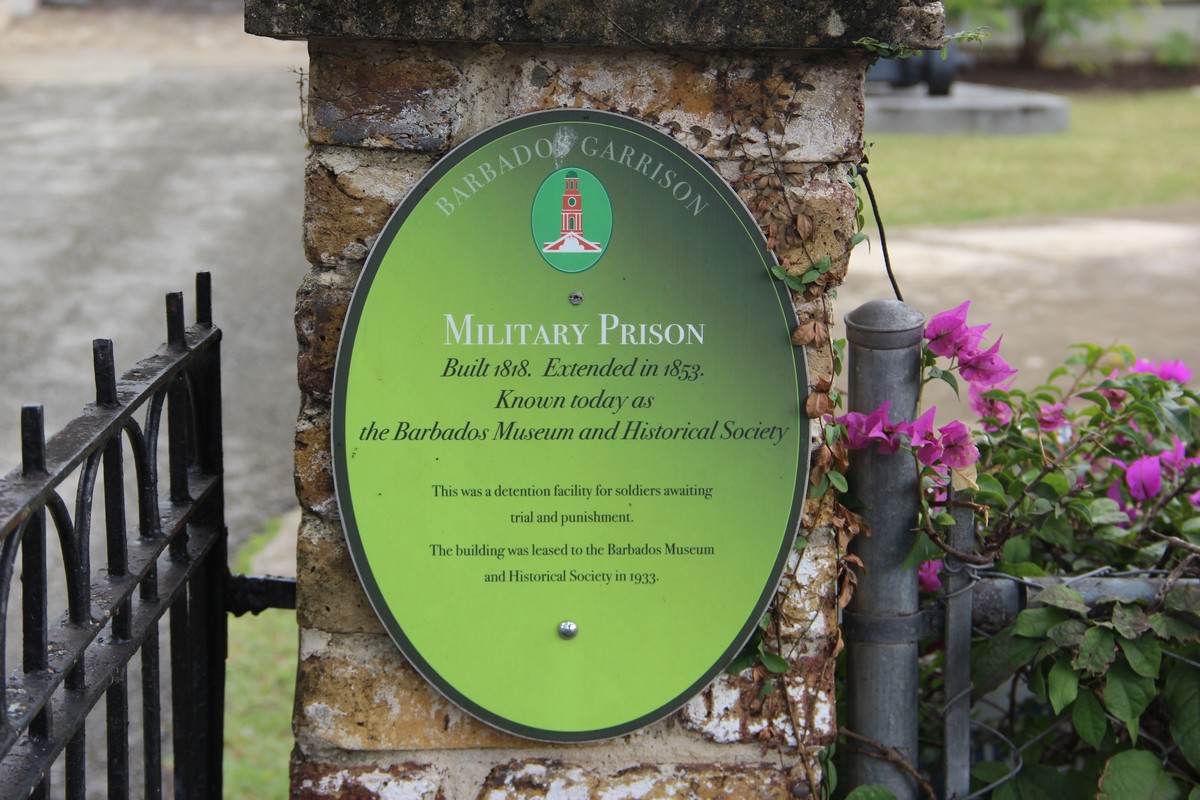 BARBADOS GARRISON
MILITARY PRISON
Built 1818. Extended in 1853.
Known today as
the Barbados Museum and Historical Society
This was a detention facility for soldiers awaiting
trial and punishment.
The building was leased to the Barbados Museum
and Historical Society in 1933.